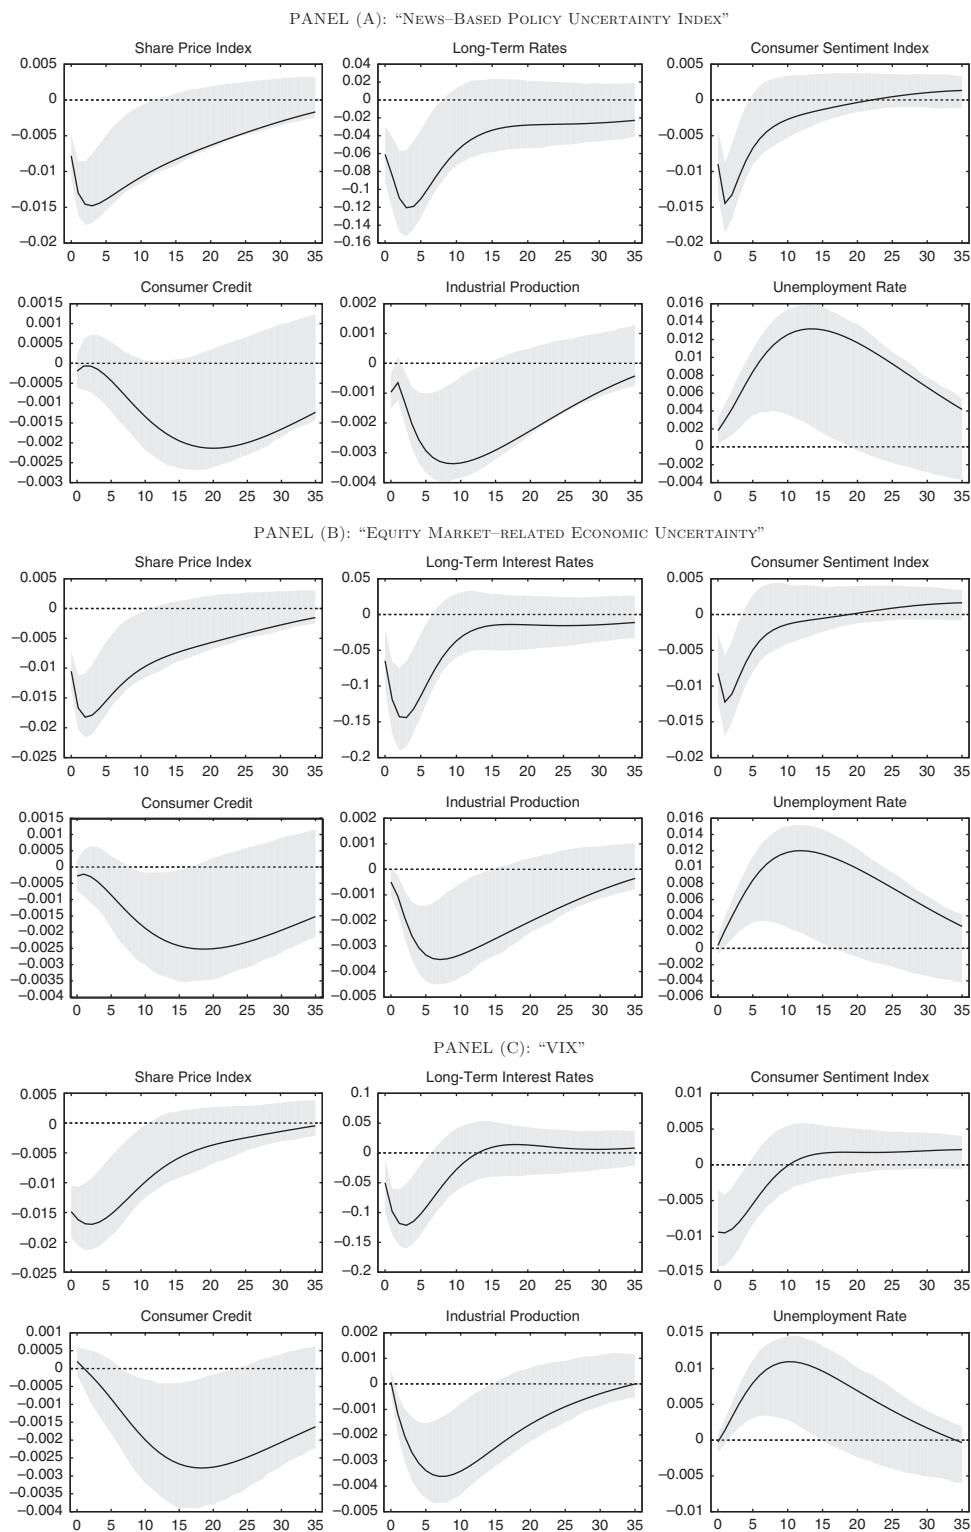 PANEL (A): “News–Based Policy Uncertainty Index”
Share Price Index Long-Term Rates Consumer Sentiment Index
0.005 0.04 0.005
0 0.02 0
−0.005 0 −0.005
−0.01 −0.02 −0.01
−0.015 −0.04 −0.015
−0.02 −0.06 −0.02
−0.08
−0.1
−0.12
−0.14
−0.16
0 5 10 15 20 25 30 35 0 5 10 15 20 25 30 35 0 5 10 15 20 25 30 35
Consumer Credit Industrial Production Unemployment Rate
0.0015 0.002 0.016
0.001 0.001 0.014
0.0005 0 0.012
0 −0.001 0.01
−0.0005 −0.002 0.008
−0.001 −0.003 0.006
−0.0015 −0.004 0.004
−0.002 0.002
−0.0025 0
−0.003 −0.002
−0.004
0 5 10 15 20 25 30 35 0 5 10 15 20 25 30 35 0 5 10 15 20 25 30 35
PANEL (B): “Equity Market–related Economic Uncertainty”
Share Price Index Long-Term Interest Rates Consumer Sentiment Index
0.005 0.05 0.005
0 0 0
−0.005 −0.05 −0.005
−0.01 −0.1 −0.01
−0.015 −0.15 −0.015
−0.02 −0.2 −0.02
−0.025
0 5 10 15 20 25 30 35 0 5 10 15 20 25 30 35 0 5 10 15 20 25 30 35
Consumer Credit Industrial Production Unemployment Rate
0.0015 0.002 0.016
0.001 0.001 0.014
0.0005 0 0.012
0 −0.001 0.01
−0.0005 −0.002 0.008
−0.001 −0.003 0.006
−0.0015 −0.004 0.004
−0.002 −0.005 0.002
−0.0025 0
−0.003 −0.002
−0.0035 −0.004
−0.004 −0.006
0 5 10 15 20 25 30 35 0 5 10 15 20 25 30 35 0 5 10 15 20 25 30 35
PANEL (C): “VIX”
Share Price Index Long-Term Interest Rates Consumer Sentiment Index
0.005 0.1 0.01
0 0.05 0.005
−0.005 0 0
−0.01 −0.05 −0.005
−0.015 −0.1 −0.01
−0.02 −0.15 −0.015
−0.025 −0.2
0 5 10 15 20 25 30 35 0 5 10 15 20 25 30 35 0 5 10 15 20 25 30 35
Consumer Credit Industrial Production Unemployment Rate
0.001 0.002 0.015
0 0.001 0.01
−0.0005 0 0.005
−0.001 −0.001 0
−0.0015 −0.002 −0.005
−0.002 −0.003 −0.01
−0.0025 −0.004
−0.003 −0.005
−0.0035
−0.004
0 5 10 15 20 25 30 35 0 5 10 15 20 25 30 35 0 5 10 15 20 25 30 35